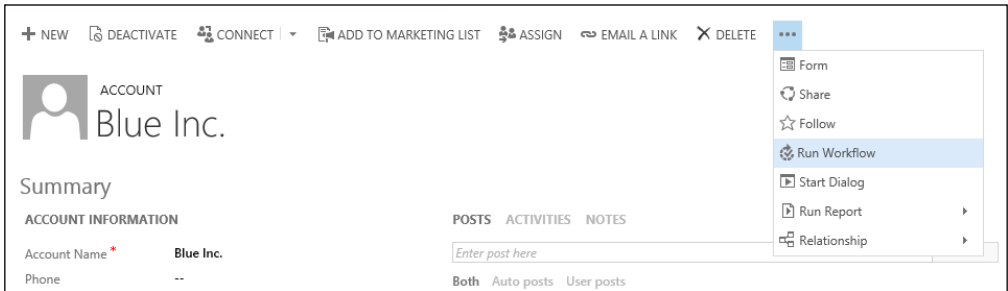 NEW DEACTIVATE CONNECT ADD TO MARKETING LIST ASSIGN EMAIL A LINK DELETE
Form
Share
Follow
Run Workflow
Start Dialog
Run Report
Relationship
ACCOUNT
Blue Inc.
Summary
ACCOUNT INFORMATION
Account Name* Blue Inc.
Phone --
POSTS ACTIVITIES NOTES
Enter post here
Both Auto posts User posts